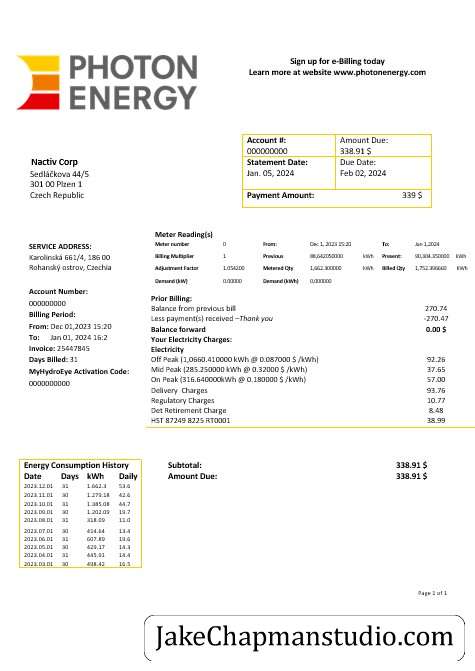 PHOTON
ENERGY
Sign up for e-Billing today
Learn more at website www.photonenergy.com
Account #:
000000000
Amount Due:
338.91 $
Statement Date:
Jan. 05, 2024
Due Date:
Feb 02, 2024
Payment Amount: 339 $
Nactiv Corp
Sedláčkova 44/5
301 00 Plzen 1
Czech Republic
SERVICE ADDRESS:
Karolinská 661/4, 186 00
Rohanský ostrov, Czechia
Account Number:
000000000
Billing Period:
From: Dec 01,2023 15:20
To: Jan 01, 2024 16:2
Invoice: 25447845
Days Billed: 31
MyHydroEye Activation Code:
0000000000
Meter Reading(s)
Meter number 0 From: Dec 1, 2023 15:20 To: Jun 1,2024
Billing Multiplier 1 Previous kWh Present: kWh
Adjustment Factor 1.054200 Metered Qty 1,662.300000 kWh Billed Qty kWh
Demand (kW) 0.00000 Demand (kW) 0,000000
Prior Billing:
Balance from previous bill 270.74
Less payment(s) received –Thank you -270.47
Balance forward 0.00 $
Your Electricity Charges:
Electricity
Off Peak (1,0660.410000 kWh @ 0.087000 $ /kWh) 92.26
Mid Peak (285.250000 kWh @ 0.32000 $ /kWh) 37.65
On Peak (316.640000kWh @ 0.180000 $ /kWh) 57.00
Delivery Charges 93.76
Regulatory Charges 10.77
Det Retirement Charge 8.48
HST 87249 8225 RT0001 38.99
Subtotal: 338.91 $
Amount Due: 338.91 $
Energy Consumption History
Date Days kWh Daily
2023.12.01 31 1.662.3 53.6
2023.11.01 30 1.279.18 42.6
2023.10.01 31 1.385.08 44.7
2023.09.01 30 1.202.09 19.7
2023.08.01 31 318.09 11.0
2023.07.01 30 414.64 13.4
2023.06.01 31 607.89 19.6
2023.05.01 30 429.17 14.3
2023.04.01 31 445.91 14.4
2023.03.01 30 498.42 16.5
Page 1 of 1
JakeChapmanstudio.com